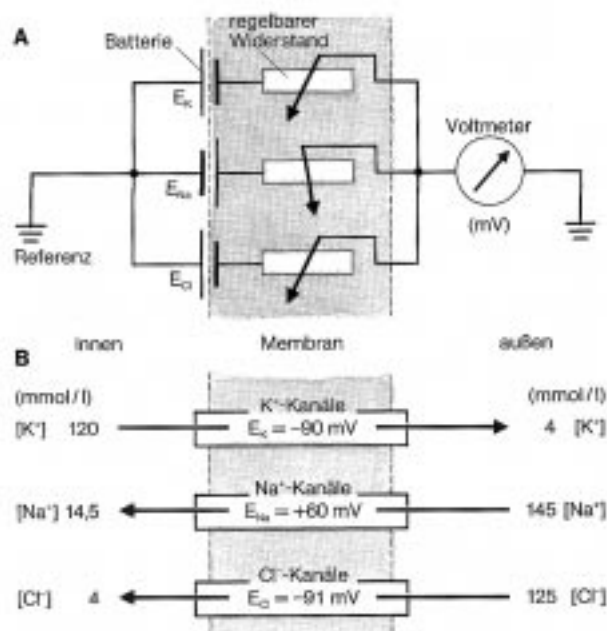 A
Batterie
regelbarer
Widerstand
E_K
Voltmeter
E_Na
(mV)
Referenz
E_Cl
B
innen Membran außen
(mmol/l) (mmol/l)
K⁺-Kanäle
[K⁺] 120 E_K = –90 mV 4 [K⁺]
Na⁺-Kanäle
[Na⁺] 14,5 E_Na = +60 mV 145 [Na⁺]
Cl⁻-Kanäle
[Cl⁻] 4 E_Cl = –91 mV 125 [Cl⁻]